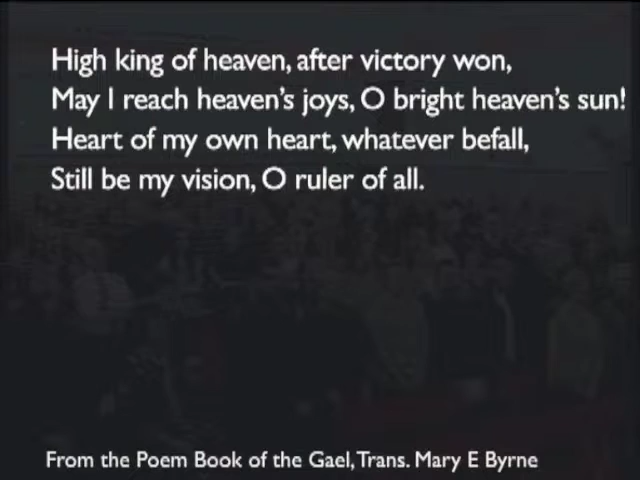 High king of heaven, after victory won,
May I reach heaven's joys, O bright heaven's sun!
Heart of my own heart, whatever befall,
Still be my vision, O ruler of all.
From the Poem Book of the Gael, Trans. Mary E Byrne